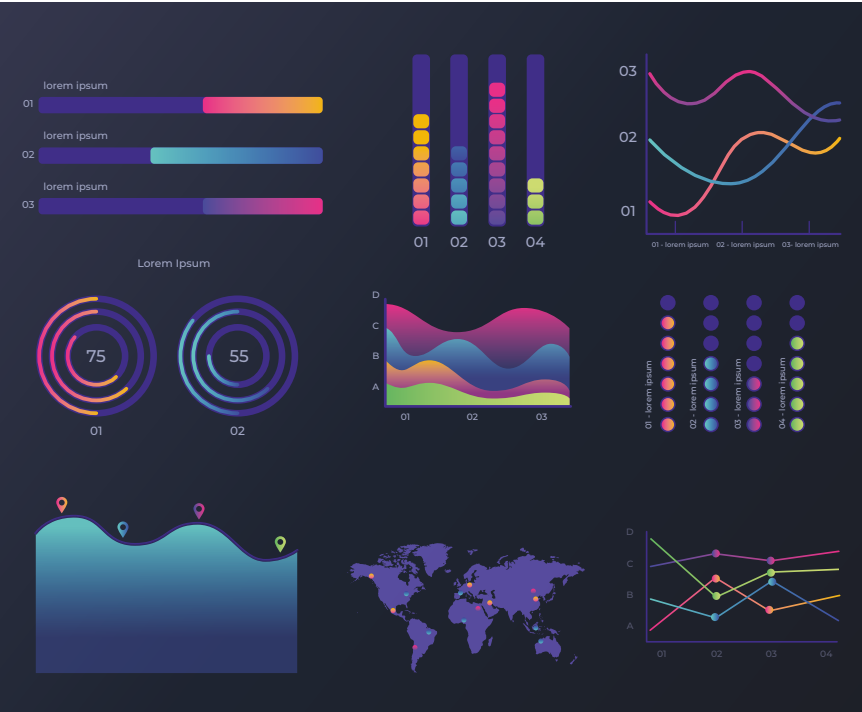 lorem ipsum
01
lorem ipsum
02
lorem ipsum
03
01 02 03 04
03
02
01
01 - lorem ipsum 02 - lorem ipsum 03- lorem ipsum
Lorem Ipsum
75
55
01
02
D
C
B
A
01 02 03
01 - lorem ipsum
02 - lorem ipsum
03 - lorem ipsum
04 - lorem ipsum
D
C
B
A
01 02 03 04